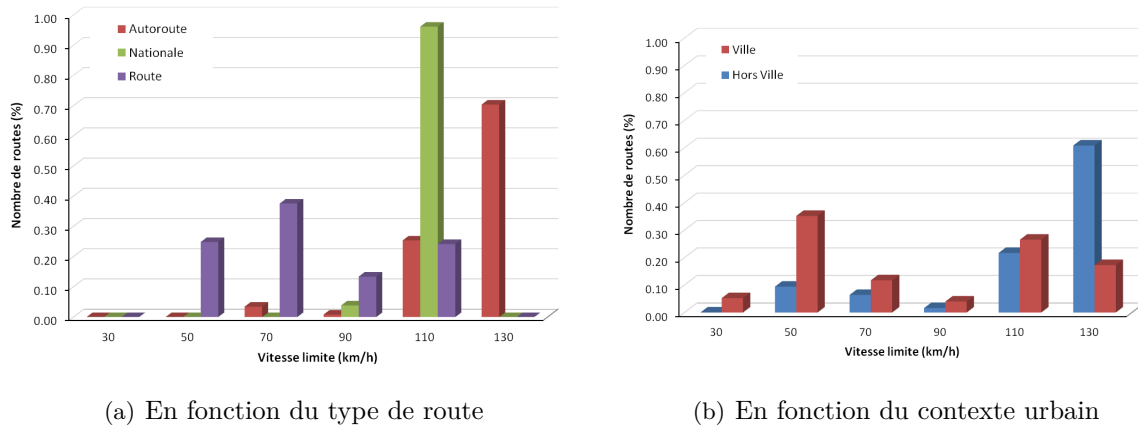 1.00
0.90
0.80
0.70
0.60
0.50
0.40
0.30
0.20
0.10
0.00
Nombre de routes (%)
Autoroute
Nationale
Route
30 50 70 90 110 130
Vitesse limite (km/h)
(a) En fonction du type de route
1.00
0.90
0.80
0.70
0.60
0.50
0.40
0.30
0.20
0.10
0.00
Nombre de routes (%)
Ville
Hors Ville
30 50 70 90 110 130
Vitesse limite (km/h)
(b) En fonction du contexte urbain